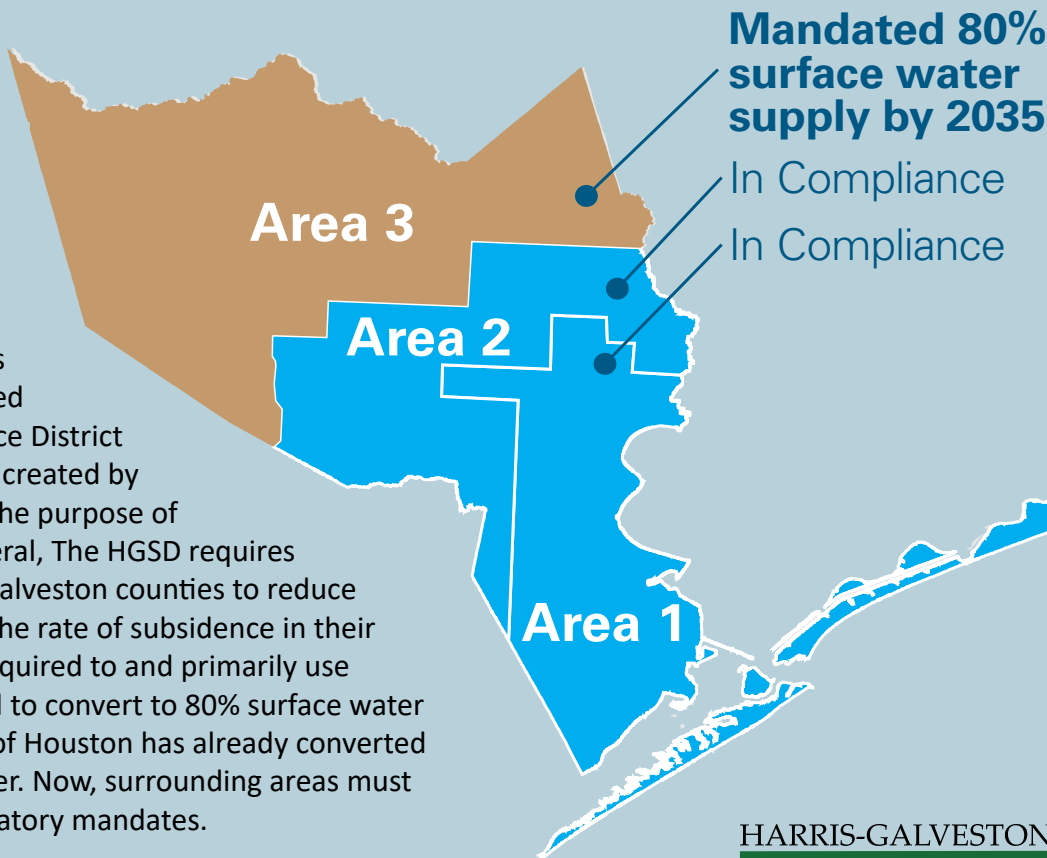 Mandated 80%
surface water
supply by 2035
In Compliance
In Compliance
Area 3
Area 2
Area 1
s
ed
ce District
created by
he purpose of
eral, The HGSD requires
alveston counties to reduce
he rate of subsidence in their
quired to and primarily use
d to convert to 80% surface water
of Houston has already converted
er. Now, surrounding areas must
atory mandates.
HARRIS-GALVESTON